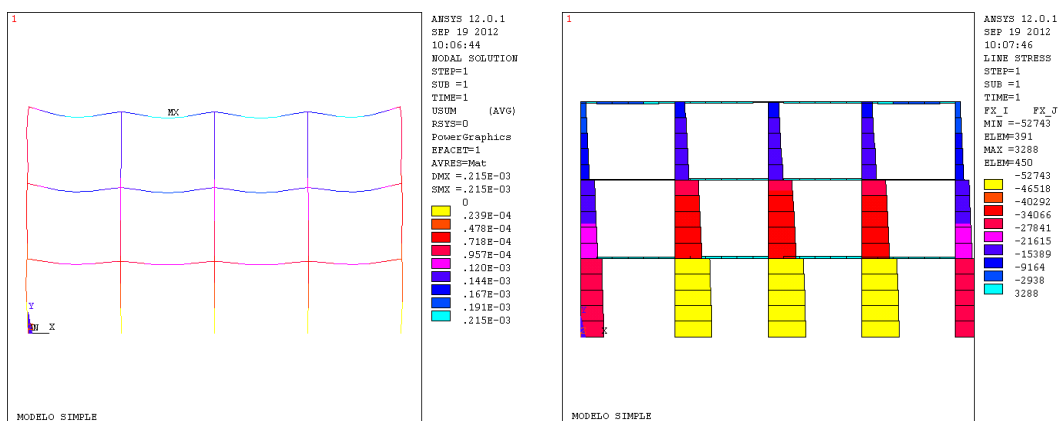 1
ANSYS 12.0.1
SEP 19 2012
10:06:44
NODAL SOLUTION
STEP=1
SUB =1
TIME=1
USUM (AVG)
RSYS=0
PowerGraphics
EFACET=1
AVRES=Mat
DMX =.215E-03
SMX =.215E-03
0
.239E-04
.478E-04
.718E-04
.957E-04
.120E-03
.144E-03
.167E-03
.191E-03
.215E-03
MX
Y
X
MODELO SIMPLE
1
ANSYS 12.0.1
SEP 19 2012
10:07:46
LINE STRESS
STEP=1
SUB =1
TIME=1
FX_I FX_J
MIN =-52743
ELEM=391
MAX =3288
ELEM=450
-52743
-46518
-40292
-34066
-27841
-21615
-15389
-9164
-2938
3288
X
MODELO SIMPLE